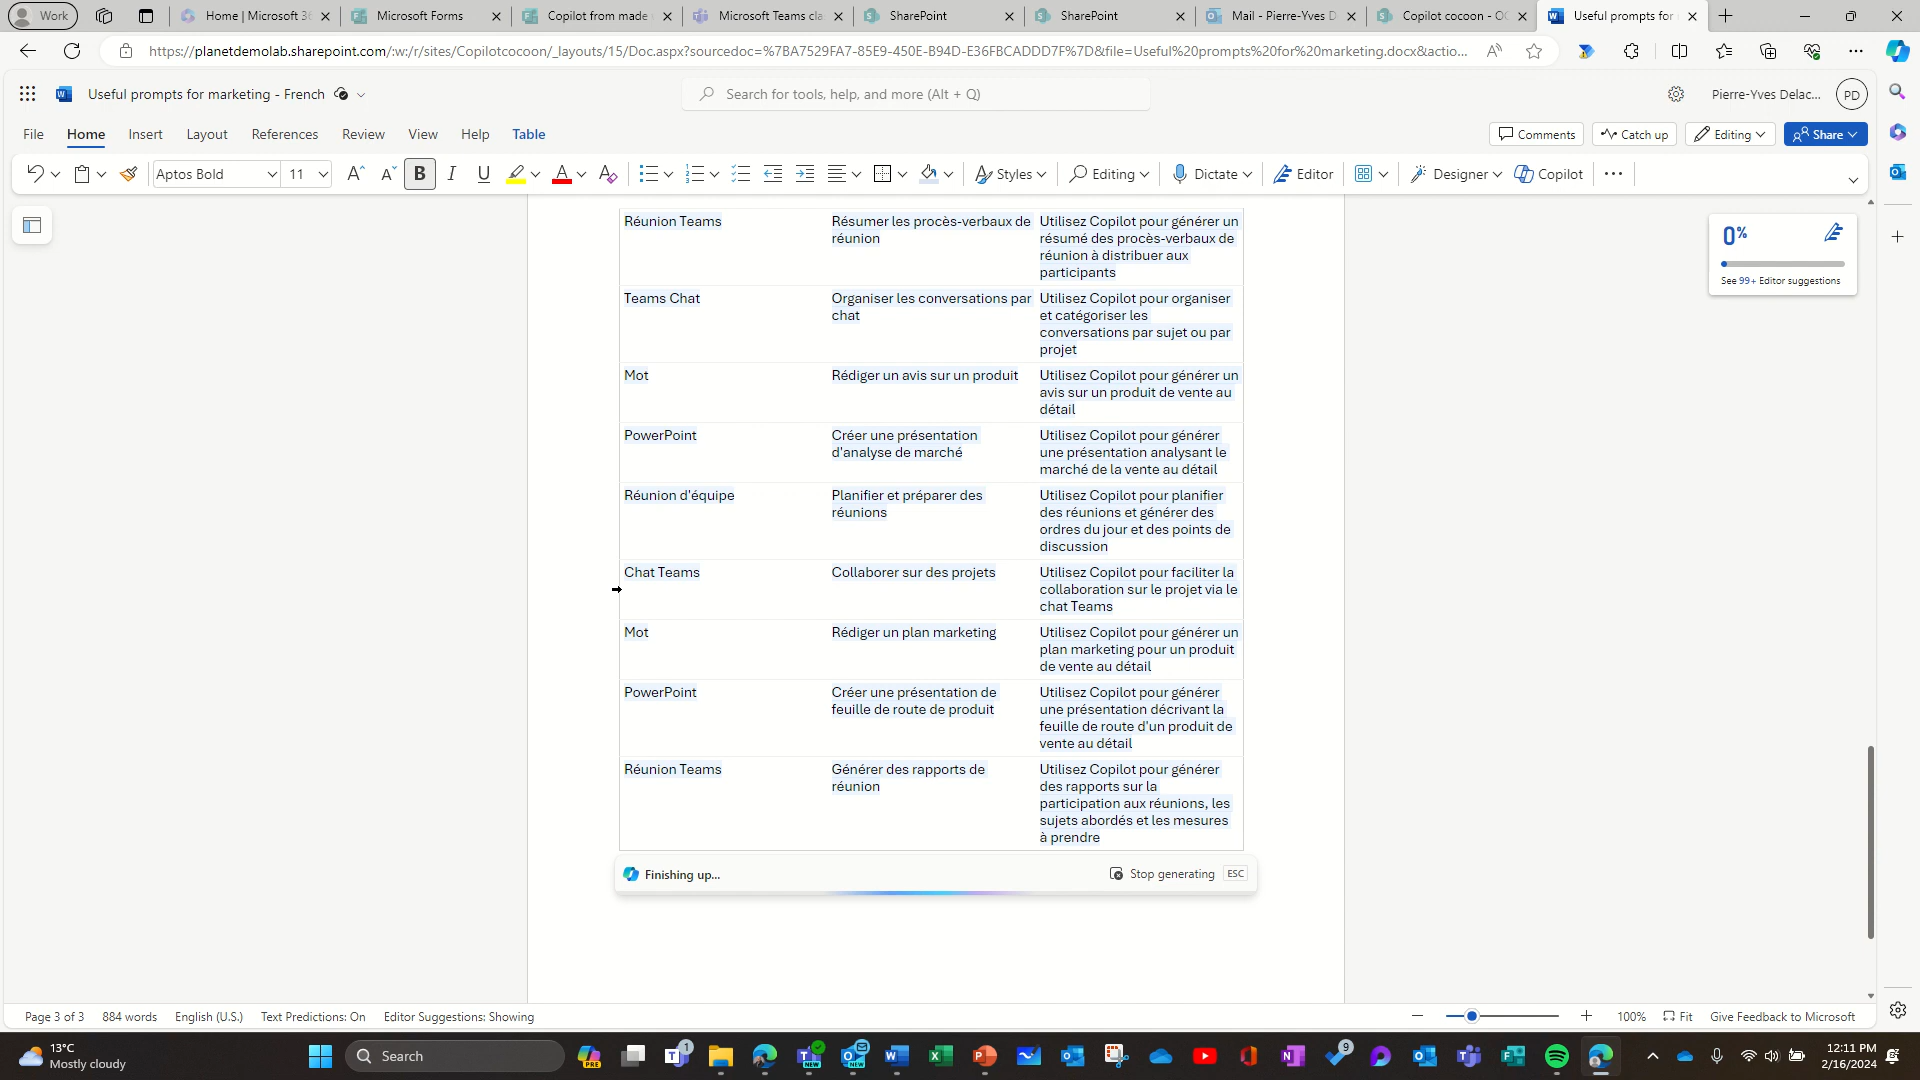 Work
Home | Microsoft 3
Microsoft Forms
Copilot from made
Microsoft Teams cla
SharePoint
SharePoint
Mail - Pierre-Yves D
Copilot cocoon - O
Useful prompts for
https://planetdemolab.sharepoint.com/:w:/r/sites/Copilotcocoon/_layouts/15/Doc.aspx?sourcedoc=%7BA7529FA7-85E9-450E-B94D-E36FBCADDD7F%7D&file=Useful%20prompts%20for%20marketing.docx&actio...
Useful prompts for marketing - French
Search for tools, help, and more (Alt + Q)
Pierre-Yves Delac...
PD
File Home Insert Layout References Review View Help Table
Comments
Catch up
Editing
Share
Aptos Bold
11
B I U
A
Styles
Editing
Dictate
Editor
Designer
Copilot
0%
See 99+ Editor suggestions
Réunion Teams
Résumer les procès-verbaux de
réunion
Utilisez Copilot pour générer un
résumé des procès-verbaux de
réunion à distribuer aux
participants
Teams Chat
Organiser les conversations par
chat
Utilisez Copilot pour organiser
et catégoriser les
conversations par sujet ou par
projet
Mot
Rédiger un avis sur un produit
Utilisez Copilot pour générer un
avis sur un produit de vente au
détail
PowerPoint
Créer une présentation
d'analyse de marché
Utilisez Copilot pour générer
une présentation analysant le
marché de la vente au détail
Réunion d'équipe
Planifier et préparer des
réunions
Utilisez Copilot pour planifier
des réunions et générer des
ordres du jour et des points de
discussion
Chat Teams
Collaborer sur des projets
Utilisez Copilot pour faciliter la
collaboration sur le projet via le
chat Teams
Mot
Rédiger un plan marketing
Utilisez Copilot pour générer un
plan marketing pour un produit
de vente au détail
PowerPoint
Créer une présentation de
feuille de route de produit
Utilisez Copilot pour générer
une présentation décrivant la
feuille de route d'un produit de
vente au détail
Réunion Teams
Générer des rapports de
réunion
Utilisez Copilot pour générer
des rapports sur la
participation aux réunions, les
sujets abordés et les mesures
à prendre
Finishing up...
Stop generating
ESC
Page 3 of 3
884 words
English (U.S.)
Text Predictions: On
Editor Suggestions: Showing
100%
Fit
Give Feedback to Microsoft
13°C
Mostly cloudy
Search
PRE
1
NEW
NEW
9
12:11 PM
2/16/2024